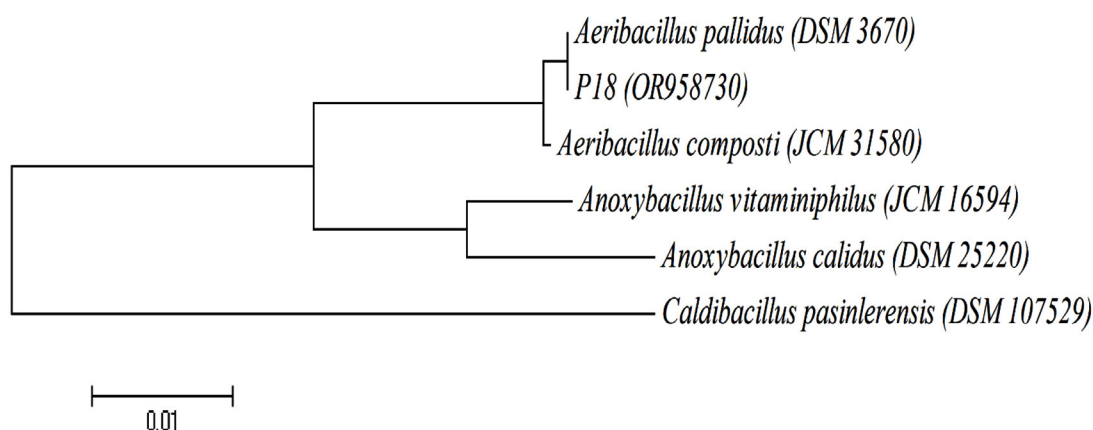 Aeribacillus pallidus (DSM 3670)
P18 (OR958730)
Aeribacillus composti (JCM 31580)
Anoxybacillus vitaminiphilus (JCM 16594)
Anoxybacillus calidus (DSM 25220)
Caldibacillus pasinlerensis (DSM 107529)
0.01